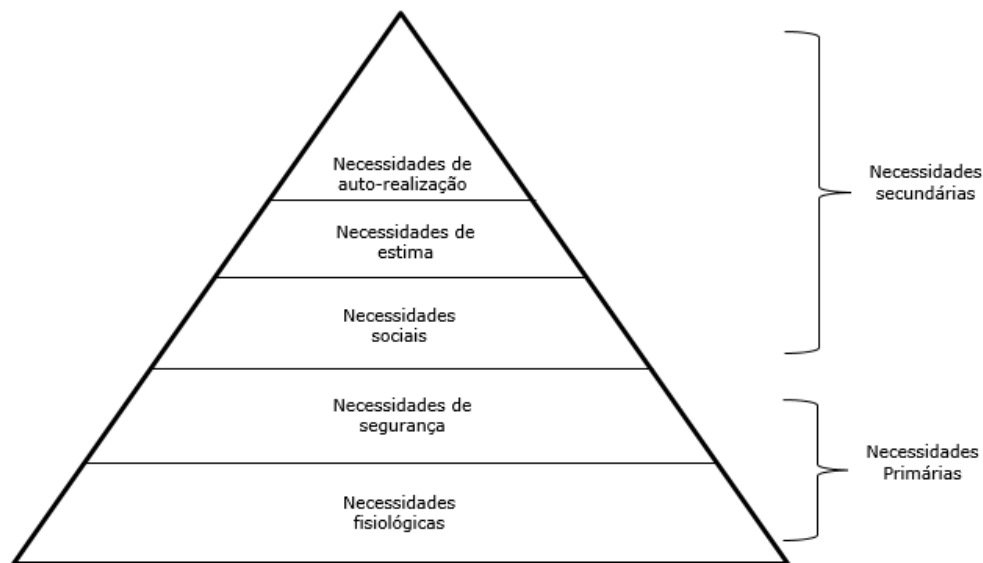 Necessidades de
auto-realização
Necessidades de
estima
Necessidades
sociais
Necessidades de
segurança
Necessidades
fisiológicas
Necessidades
secundárias
Necessidades
Primárias